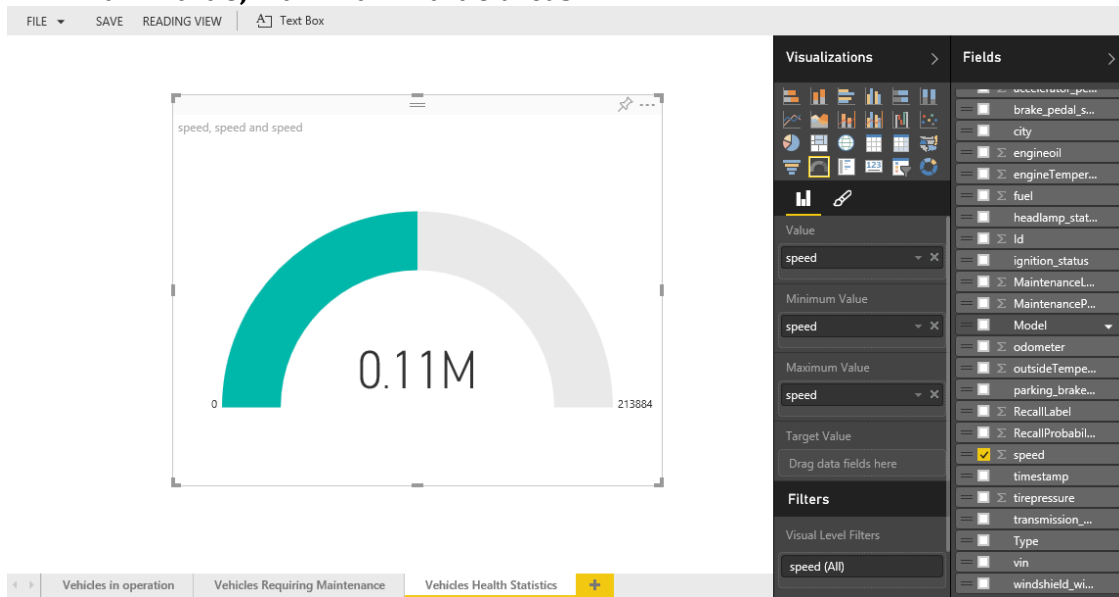 FILE SAVE READING VIEW Text Box
speed, speed and speed
0.11M
0
213884
Visualizations
123
Value
speed
Minimum Value
speed
Maximum Value
speed
Target Value
Drag data fields here
Filters
Visual Level Filters
speed (All)
Fields
brake_pedal_s...
city
engineoil
engineTemper...
fuel
headlamp_stat...
Id
ignition_status
MaintenanceL...
MaintenanceP...
Model
odometer
outsideTempe...
parking_brake...
RecallLabel
RecallProbabil...
speed
timestamp
tirepressure
transmission_...
Type
vin
windshield_wi...
Vehicles in operation Vehicles Requiring Maintenance Vehicles Health Statistics